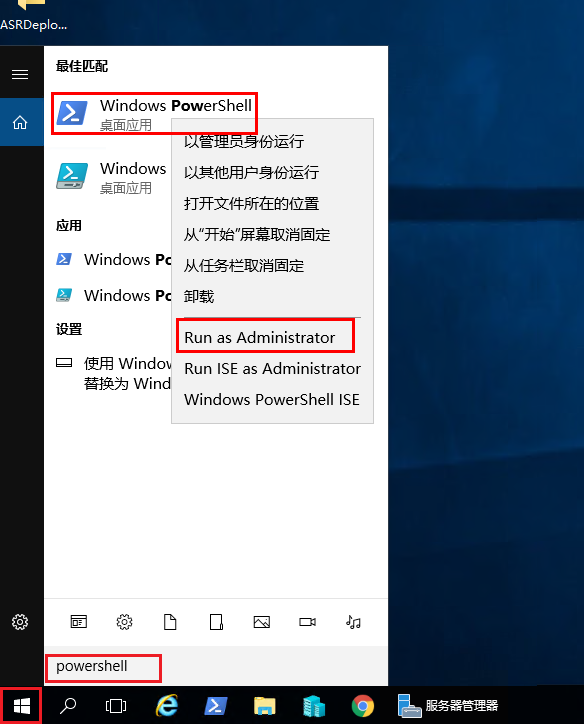 ASRDeplo...
最佳匹配
Windows PowerShell
桌面应用
以管理员身份运行
以其他用户身份运行
Windows
桌面应用
打开文件所在的位置
应用
从“开始”屏幕取消固定
Windows Po
从任务栏取消固定
Windows Po
卸载
设置
Run as Administrator
使用 Window
替换为 Wind
Run ISE as Administrator
Windows PowerShell ISE
powershell
服务器管理器